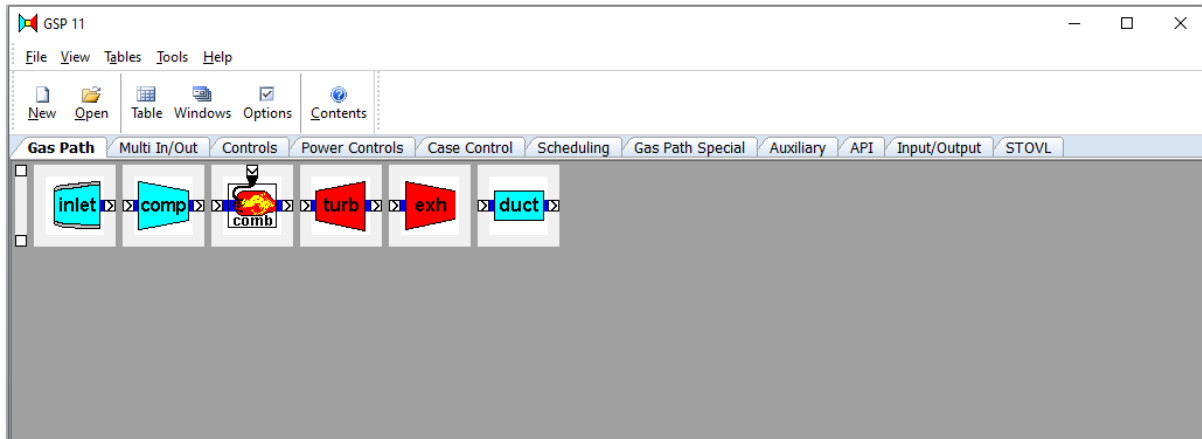 GSP 11
File View Tables Tools Help
New Open Table Windows Options Contents
Gas Path Multi In/Out Controls Power Controls Case Control Scheduling Gas Path Special Auxiliary API Input/Output STOVL
inlet comp comb turb exh duct